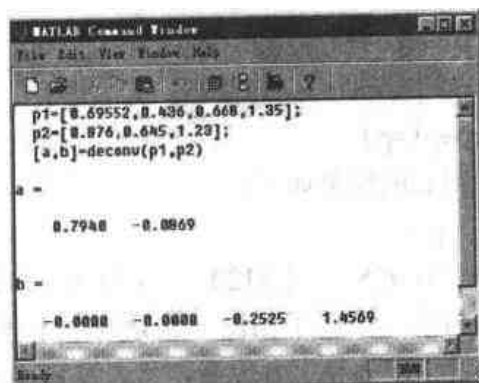 MATLAB Command Window
File Edit View Window Help
p1=[0.69552,0.436,0.668,1.35];
p2=[0.876,0.645,1.23];
[a,b]=deconv(p1,p2)
a =
0.7940 -0.0869
b =
-0.0000 -0.0000 -0.2525 1.4569
Ready